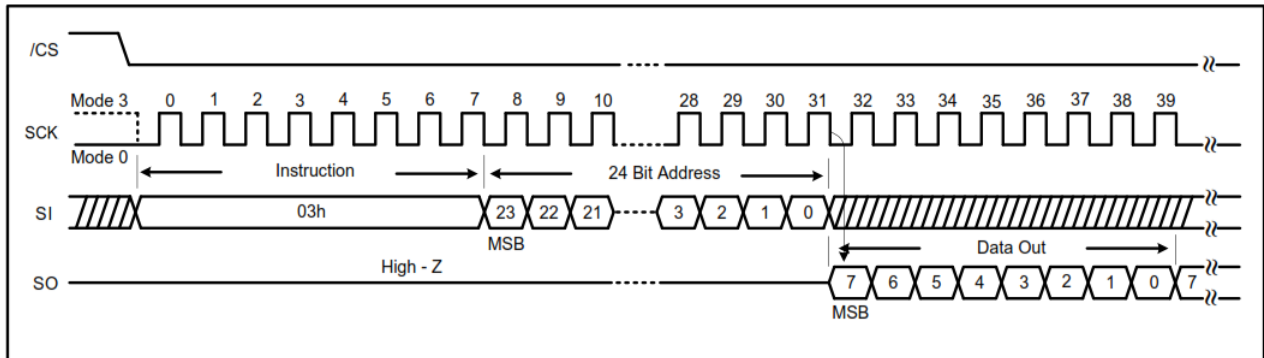 /CS
Mode 3 0 1 2 3 4 5 6 7 8 9 10 28 29 30 31 32 33 34 35 36 37 38 39
SCK
Mode 0
Instruction 24 Bit Address
SI 03h 23 22 21 3 2 1 0
MSB
Data Out
High - Z
SO 7 6 5 4 3 2 1 0 7
MSB